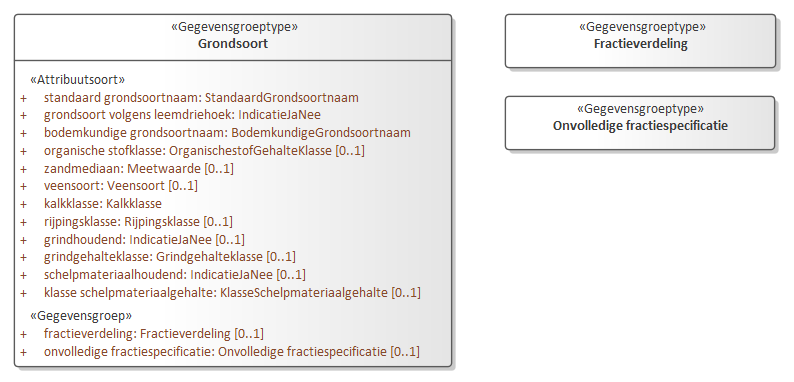 «Gegevensgroeptype»
Grondsoort
«Attribuutsoort»
+ standaard grondsoortnaam: StandaardGrondsoortnaam
+ grondsoort volgens leemdriehoek: IndicatieJaNee
+ bodemkundige grondsoortnaam: BodemkundigeGrondsoortnaam
+ organische stofklasse: OrganischestofGehalteKlasse [0..1]
+ zandmediaan: Meetwaarde [0..1]
+ veensoort: Veensoort [0..1]
+ kalkklasse: Kalkklasse
+ rijpingsklasse: Rijpingsklasse [0..1]
+ grindhoudend: IndicatieJaNee [0..1]
+ grindgehalteklasse: Grindgehalteklasse [0..1]
+ schelpmateriaalhoudend: IndicatieJaNee [0..1]
+ klasse schelpmateriaalgehalte: KlasseSchelpmateriaalgehalte [0..1]
«Gegevensgroep»
+ fractieverdeling: Fractieverdeling [0..1]
+ onvolledige fractiespecificatie: Onvolledige fractiespecificatie [0..1]
«Gegevensgroeptype»
Fractieverdeling
«Gegevensgroeptype»
Onvolledige fractiespecificatie